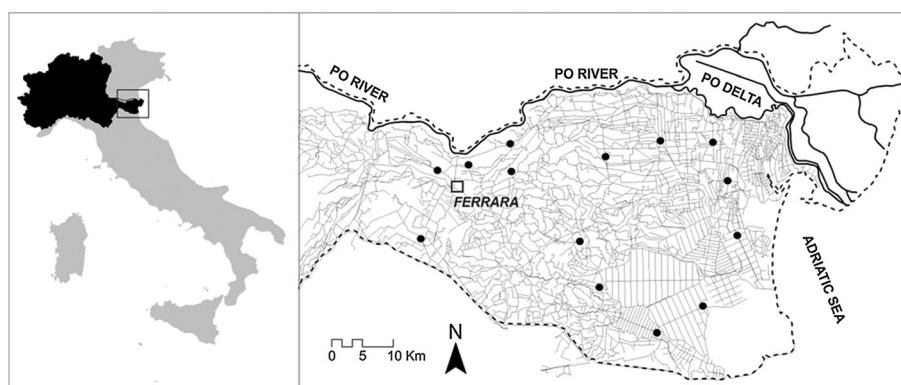 PO RIVER
PO RIVER
PO DELTA
FERRARA
ADRIATIC SEA
N
0 5 10 Km